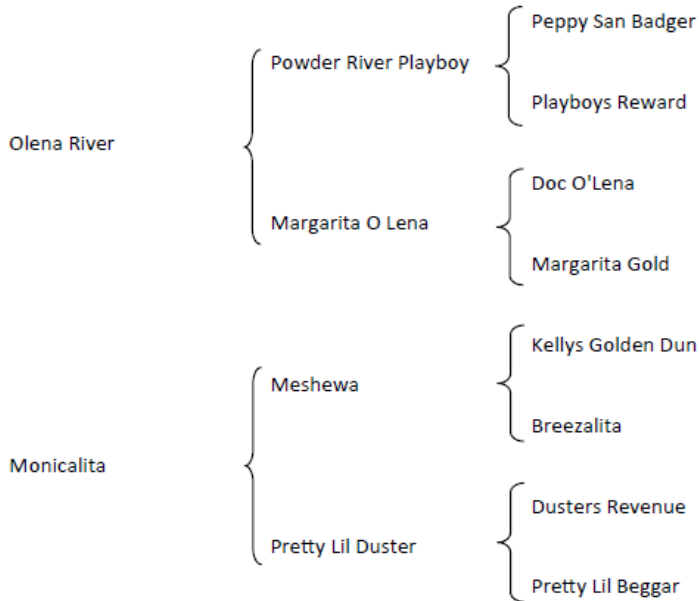 Peppy San Badger
Powder River Playboy
Playboys Reward
Olena River
Doc O'Lena
Margarita O Lena
Margarita Gold
Kellys Golden Dun
Meshewa
Breezalita
Monicalita
Dusters Revenue
Pretty Lil Duster
Pretty Lil Beggar